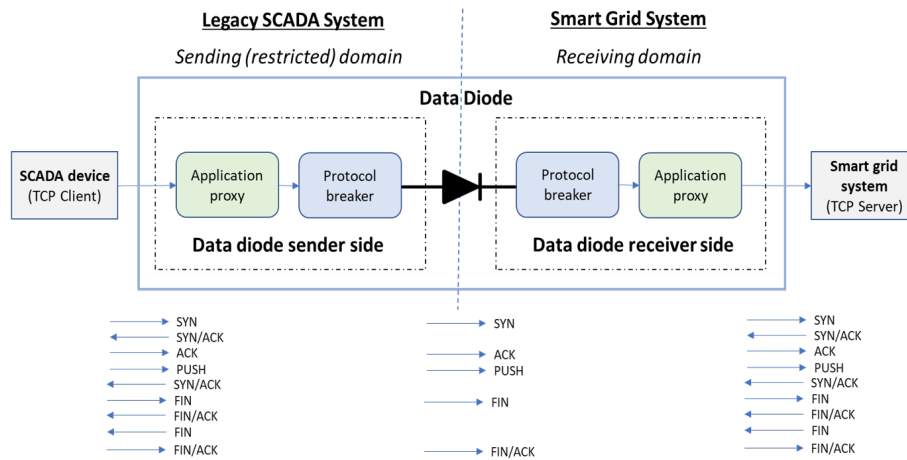 Legacy SCADA System
Smart Grid System
Sending (restricted) domain
Receiving domain
Data Diode
SCADA device
(TCP Client)
Application
proxy
Protocol
breaker
Data diode sender side
Protocol
breaker
Application
proxy
Data diode receiver side
Smart grid
system
(TCP Server)
SYN
SYN/ACK
ACK
PUSH
SYN/ACK
FIN
FIN/ACK
FIN
FIN/ACK
SYN
ACK
PUSH
FIN
FIN/ACK
SYN
SYN/ACK
ACK
PUSH
SYN/ACK
FIN
FIN/ACK
FIN
FIN/ACK